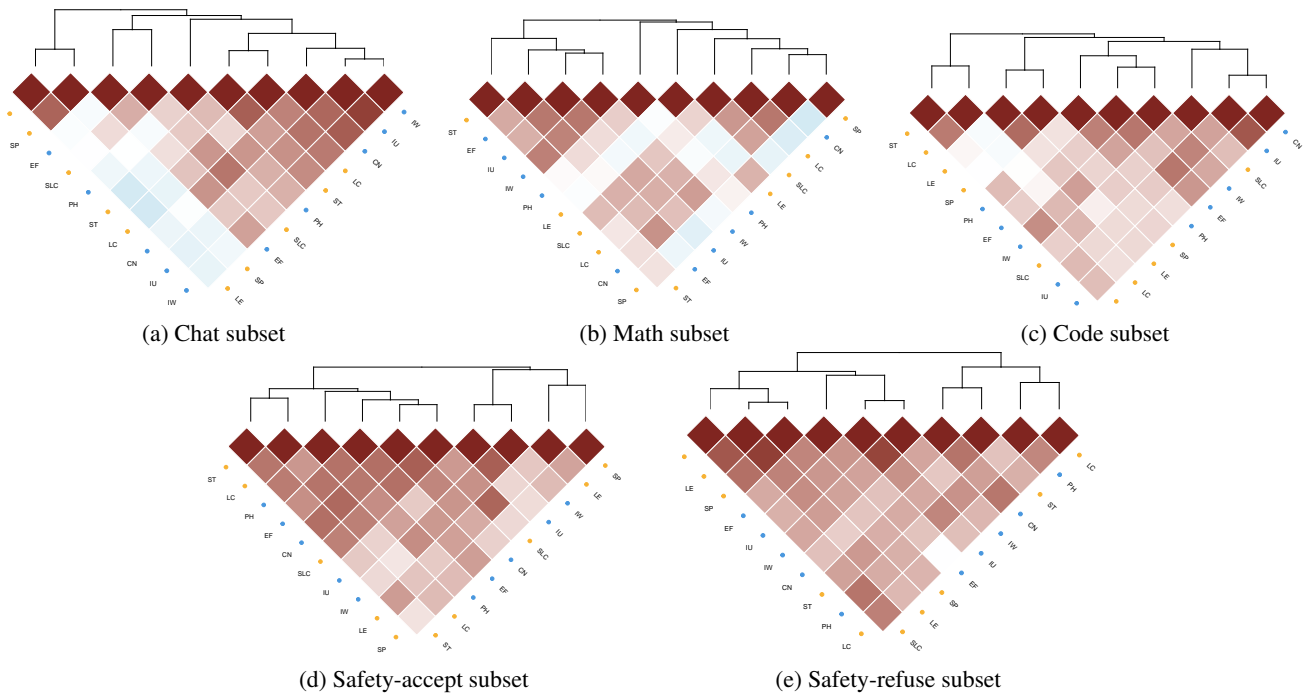 SP
EF
SLC
PH
ST
LC
CN
IU
IW
LE
SP
EF
SLC
PH
ST
LC
CN
IU
IW
(a) Chat subset
ST
EF
IU
IW
PH
LE
SLC
LC
CN
SP
ST
EF
IU
IW
PH
LE
SLC
LC
CN
SP
(b) Math subset
ST
LC
LE
SP
PH
EF
IW
SLC
IU
LC
LE
SP
PH
EF
IW
SLC
IU
CN
(c) Code subset
ST
LC
PH
EF
CN
SLC
IU
IW
LE
SP
ST
LC
PH
EF
CN
SLC
IU
IW
LE
SP
(d) Safety-accept subset
LE
SP
EF
IU
IW
CN
ST
PH
LC
SLC
LE
SP
EF
IU
IW
CN
ST
PH
LC
(e) Safety-refuse subset